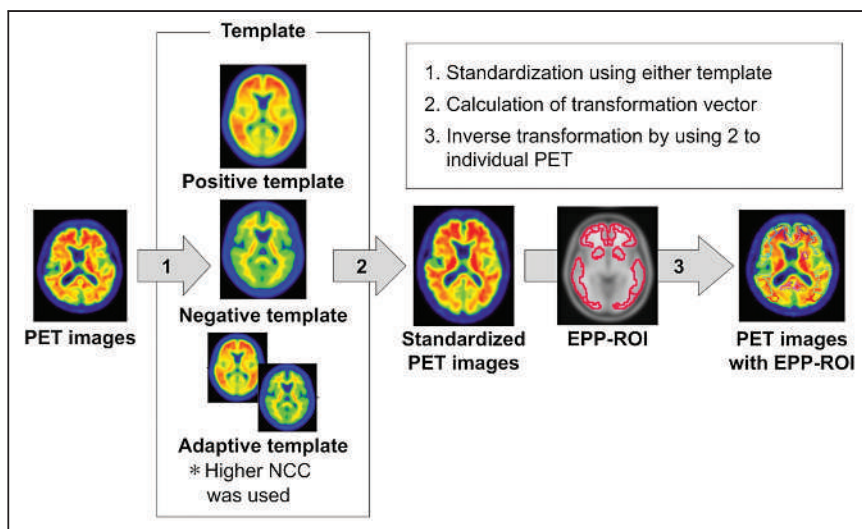 Template
1. Standardization using either template
2. Calculation of transformation vector
3. Inverse transformation by using 2 to
individual PET
Positive template
1
2
3
PET images
Negative template
Standardized
PET images
EPP-ROI
PET images
with EPP-ROI
Adaptive template
* Higher NCC
was used